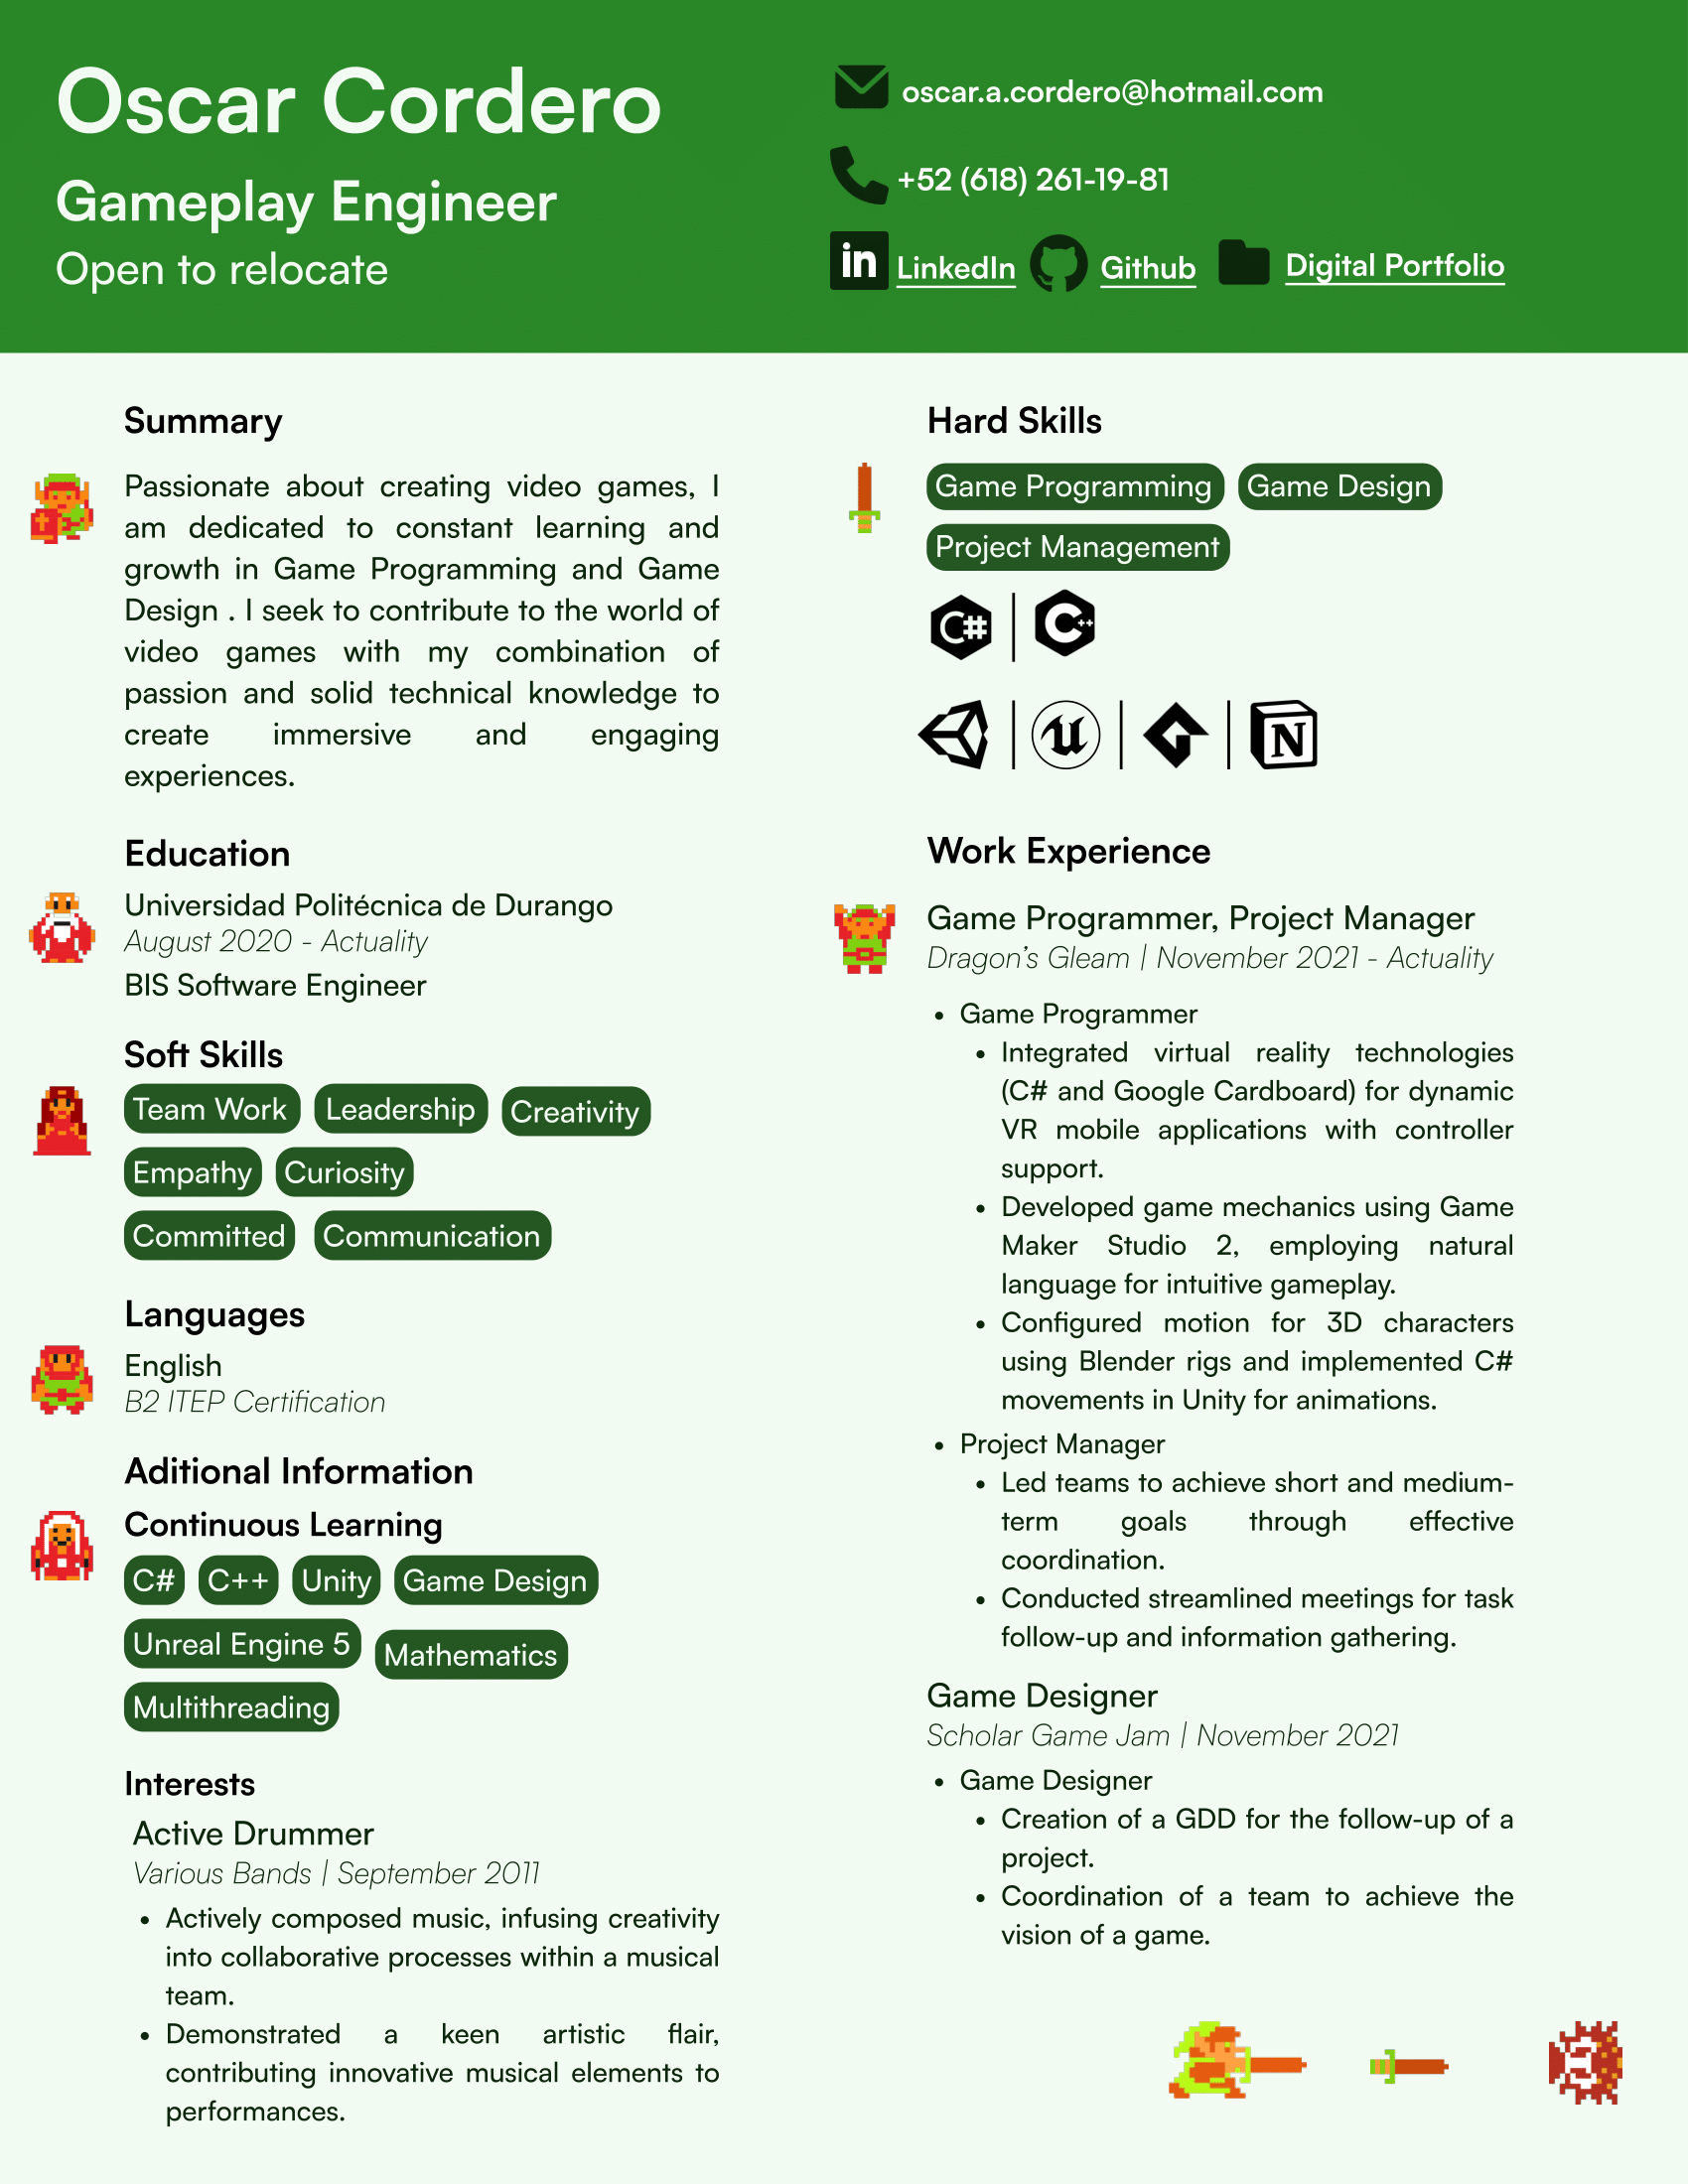 Oscar Cordero
Gameplay Engineer
Open to relocate
oscar.a.cordero@hotmail.com
+52 (618) 261-19-81
in LinkedIn Github Digital Portfolio
Summary
Passionate about creating video games, I
am dedicated to constant learning and
growth in Game Programming and Game
Design . I seek to contribute to the world of
video games with my combination of
passion and solid technical knowledge to
create immersive and engaging
experiences.
Education
Universidad Politécnica de Durango
August 2020 - Actuality
BIS Software Engineer
Soft Skills
Team Work Leadership Creativity
Empathy Curiosity
Committed Communication
Languages
English
B2 ITEP Certification
Aditional Information
Continuous Learning
C# C++ Unity Game Design
Unreal Engine 5 Mathematics
Multithreading
Interests
Active Drummer
Various Bands | September 2011
• Actively composed music, infusing creativity
into collaborative processes within a musical
team.
• Demonstrated a keen artistic flair,
contributing innovative musical elements to
performances.
Hard Skills
Game Programming Game Design
Project Management
C# | C++
U N
Work Experience
Game Programmer, Project Manager
Dragon's Gleam | November 2021 - Actuality
• Game Programmer
• Integrated virtual reality technologies
(C# and Google Cardboard) for dynamic
VR mobile applications with controller
support.
• Developed game mechanics using Game
Maker Studio 2, employing natural
language for intuitive gameplay.
• Configured motion for 3D characters
using Blender rigs and implemented C#
movements in Unity for animations.
• Project Manager
• Led teams to achieve short and medium-
term goals through effective
coordination.
• Conducted streamlined meetings for task
follow-up and information gathering.
Game Designer
Scholar Game Jam | November 2021
• Game Designer
• Creation of a GDD for the follow-up of a
project.
• Coordination of a team to achieve the
vision of a game.